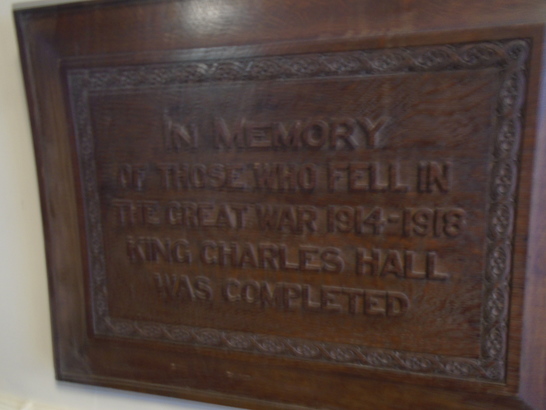 IN MEMORY
OF THOSE WHO FELL IN
THE GREAT WAR 1914-1918
KING CHARLES HALL
WAS COMPLETED